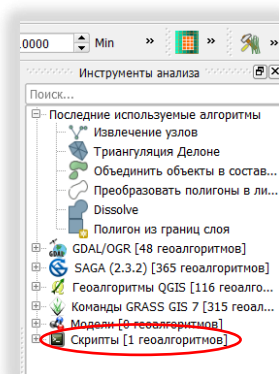 .0000 Min » » »
Инструменты анализа
Поиск...
Последние используемые алгоритмы
Извлечение узлов
Триангуляция Делоне
Объединить объекты в состав...
Преобразовать полигоны в ли...
Dissolve
Полигон из границ слоя
GDAL GDAL/OGR [48 геоалгоритмов]
SAGA (2.3.2) [365 геоалгоритмов]
Геоалгоритмы QGIS [116 геоалго...
Команды GRASS GIS 7 [315 геоал...
Модели [0 геоалгоритмов]
Скрипты [1 геоалгоритмов]